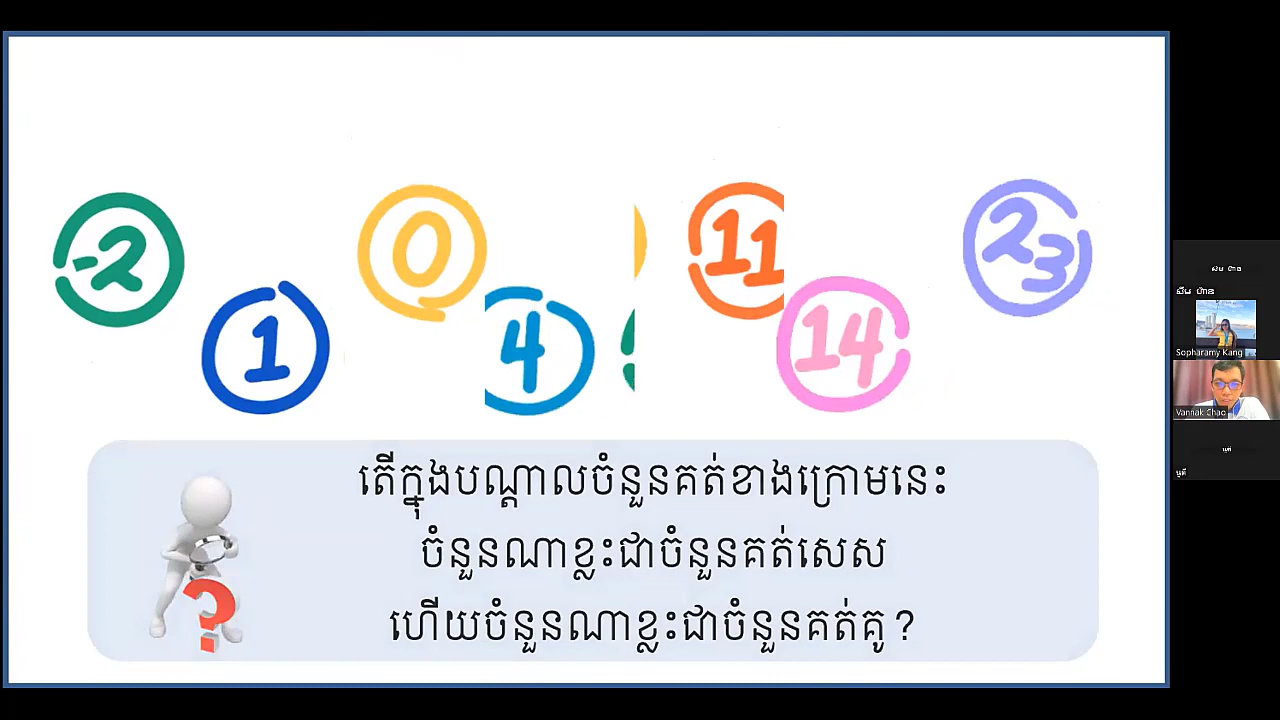 -2
0
11
23
1
4
14
តើក្នុងបណ្តាលចំនួនគត់ខាងក្រោមនេះ
ចំនួនណាខ្លះជាចំនួនគត់សេស
ហើយចំនួនណាខ្លះជាចំនួនគត់គូ ?
Sopharamy Kang
Vannak Chao